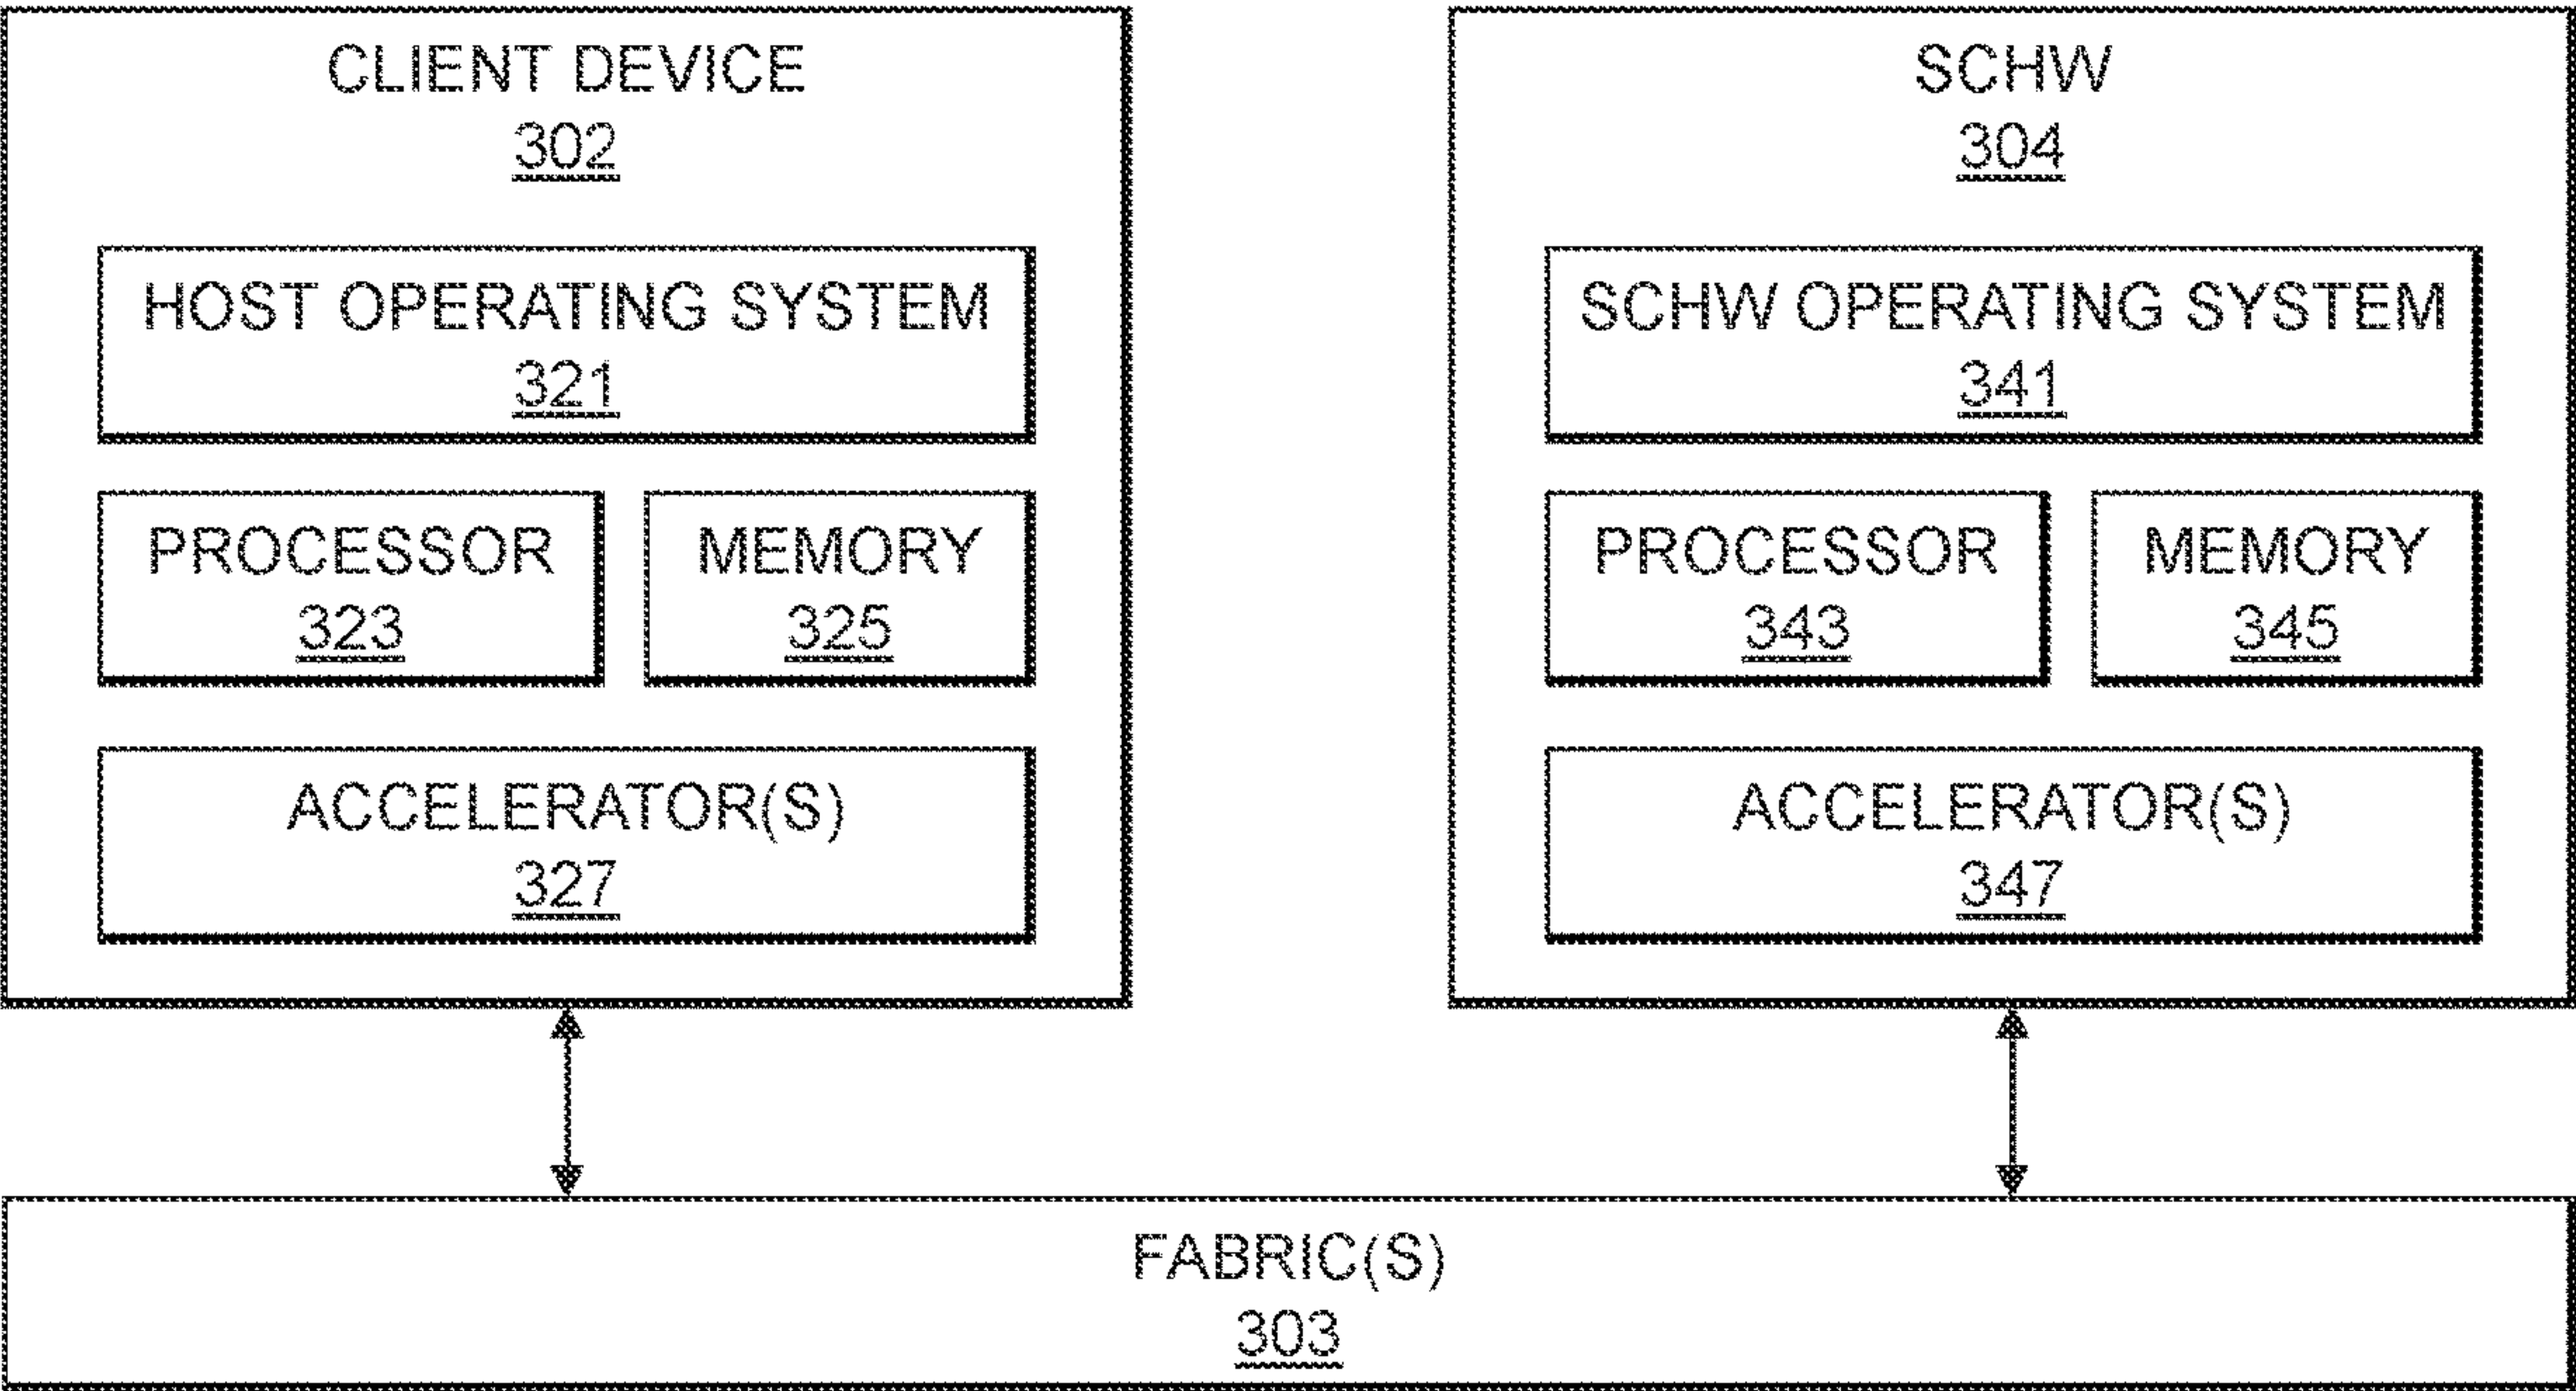 CLIENT DEVICE
302
HOST OPERATING SYSTEM
321
PROCESSOR
323
MEMORY
325
ACCELERATOR(S)
327
SCHW
304
SCHW OPERATING SYSTEM
341
PROCESSOR
343
MEMORY
345
ACCELERATOR(S)
347
FABRIC(S)
303